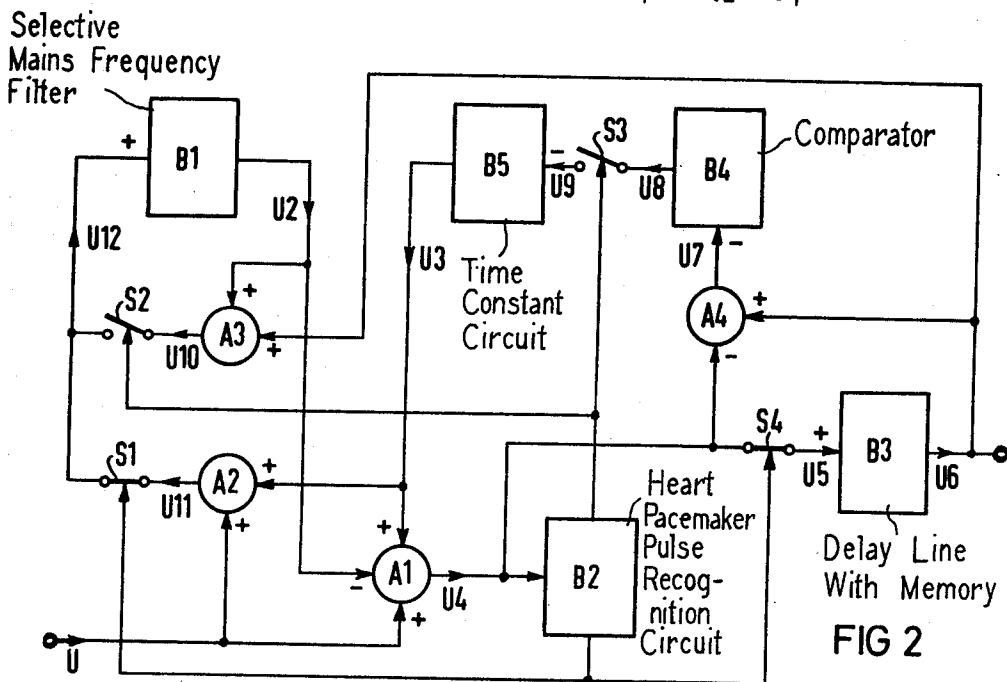 Selective
Mains Frequency
Filter
+
B1
U2
U12
S2
+
A3
+
U10
B5
-
S3
U9
U8
B4
Comparator
U3
Time
Constant
Circuit
U7
-
A4
+
-
S1
U11
A2
+
+
S4
+
U5
B3
U6
+
-
A1
+
U4
B2
Heart
Pacemaker
Pulse
Recog-
nition
Circuit
Delay Line
With Memory
U
FIG 2